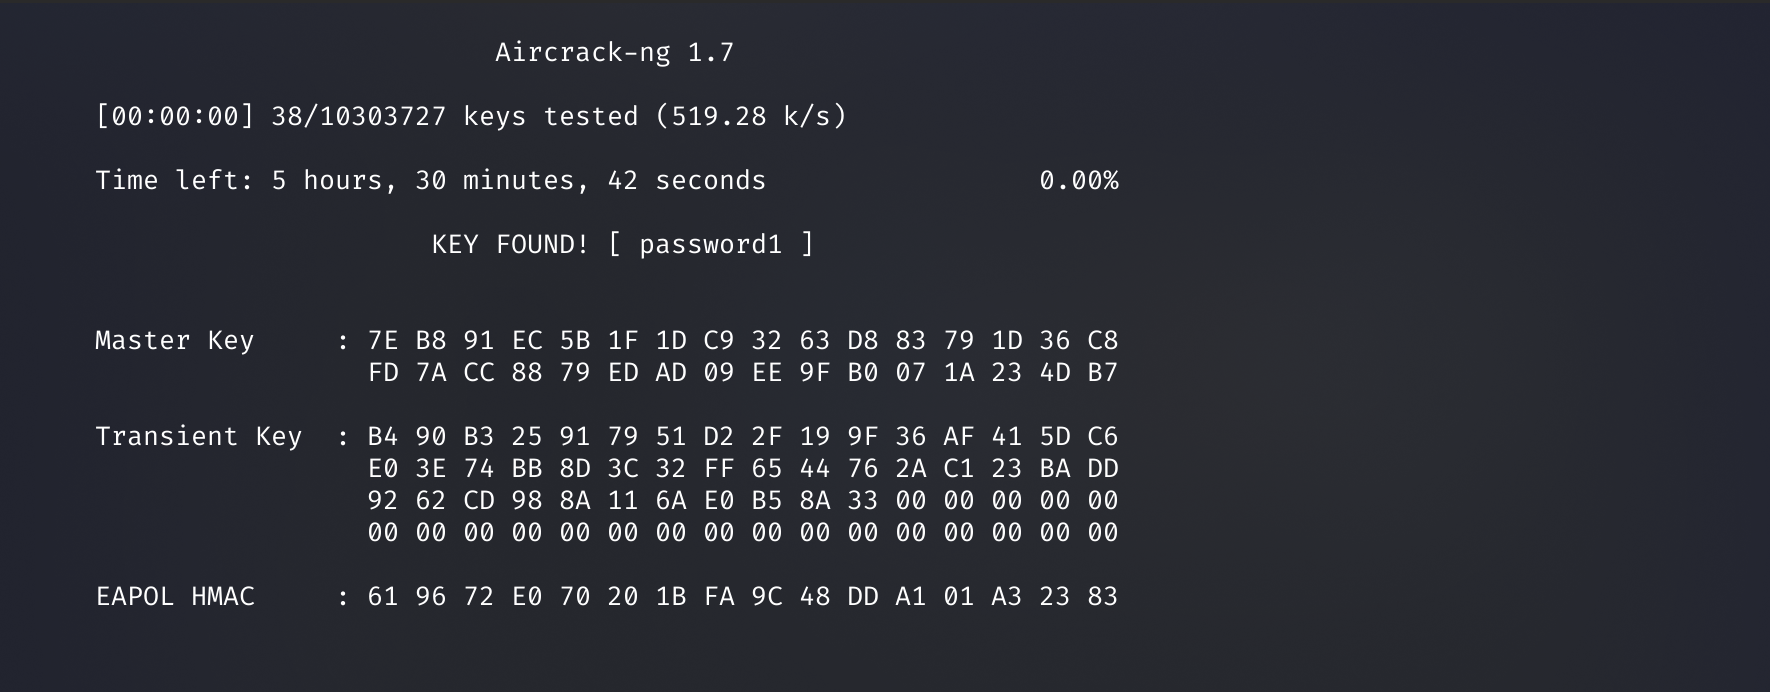 Aircrack-ng 1.7
[00:00:00] 38/10303727 keys tested (519.28 k/s)
Time left: 5 hours, 30 minutes, 42 seconds 0.00%
KEY FOUND! [ password1 ]
Master Key : 7E B8 91 EC 5B 1F 1D C9 32 63 D8 83 79 1D 36 C8
FD 7A CC 88 79 ED AD 09 EE 9F B0 07 1A 23 4D B7
Transient Key : B4 90 B3 25 91 79 51 D2 2F 19 9F 36 AF 41 5D C6
E0 3E 74 BB 8D 3C 32 FF 65 44 76 2A C1 23 BA DD
92 62 CD 98 8A 11 6A E0 B5 8A 33 00 00 00 00 00
00 00 00 00 00 00 00 00 00 00 00 00 00 00 00 00
EAPOL HMAC : 61 96 72 E0 70 20 1B FA 9C 48 DD A1 01 A3 23 83